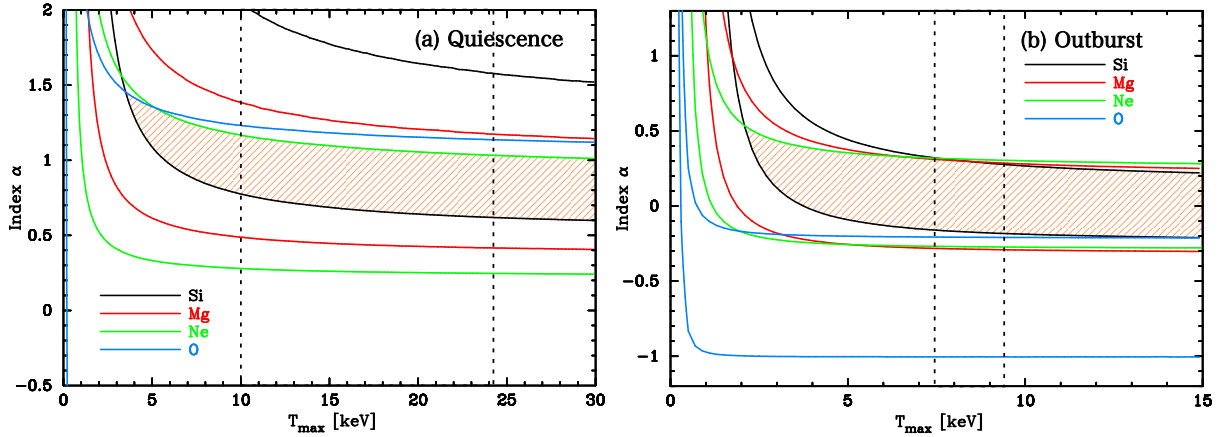 (a) Quiescence
2
1.5
1
0.5
0
−0.5
Index α
Si
Mg
Ne
O
0 5 10 15 20 25 30
T_max [keV]
(b) Outburst
Si
Mg
Ne
O
1
0.5
0
−0.5
−1
Index α
0 5 10 15
T_max [keV]